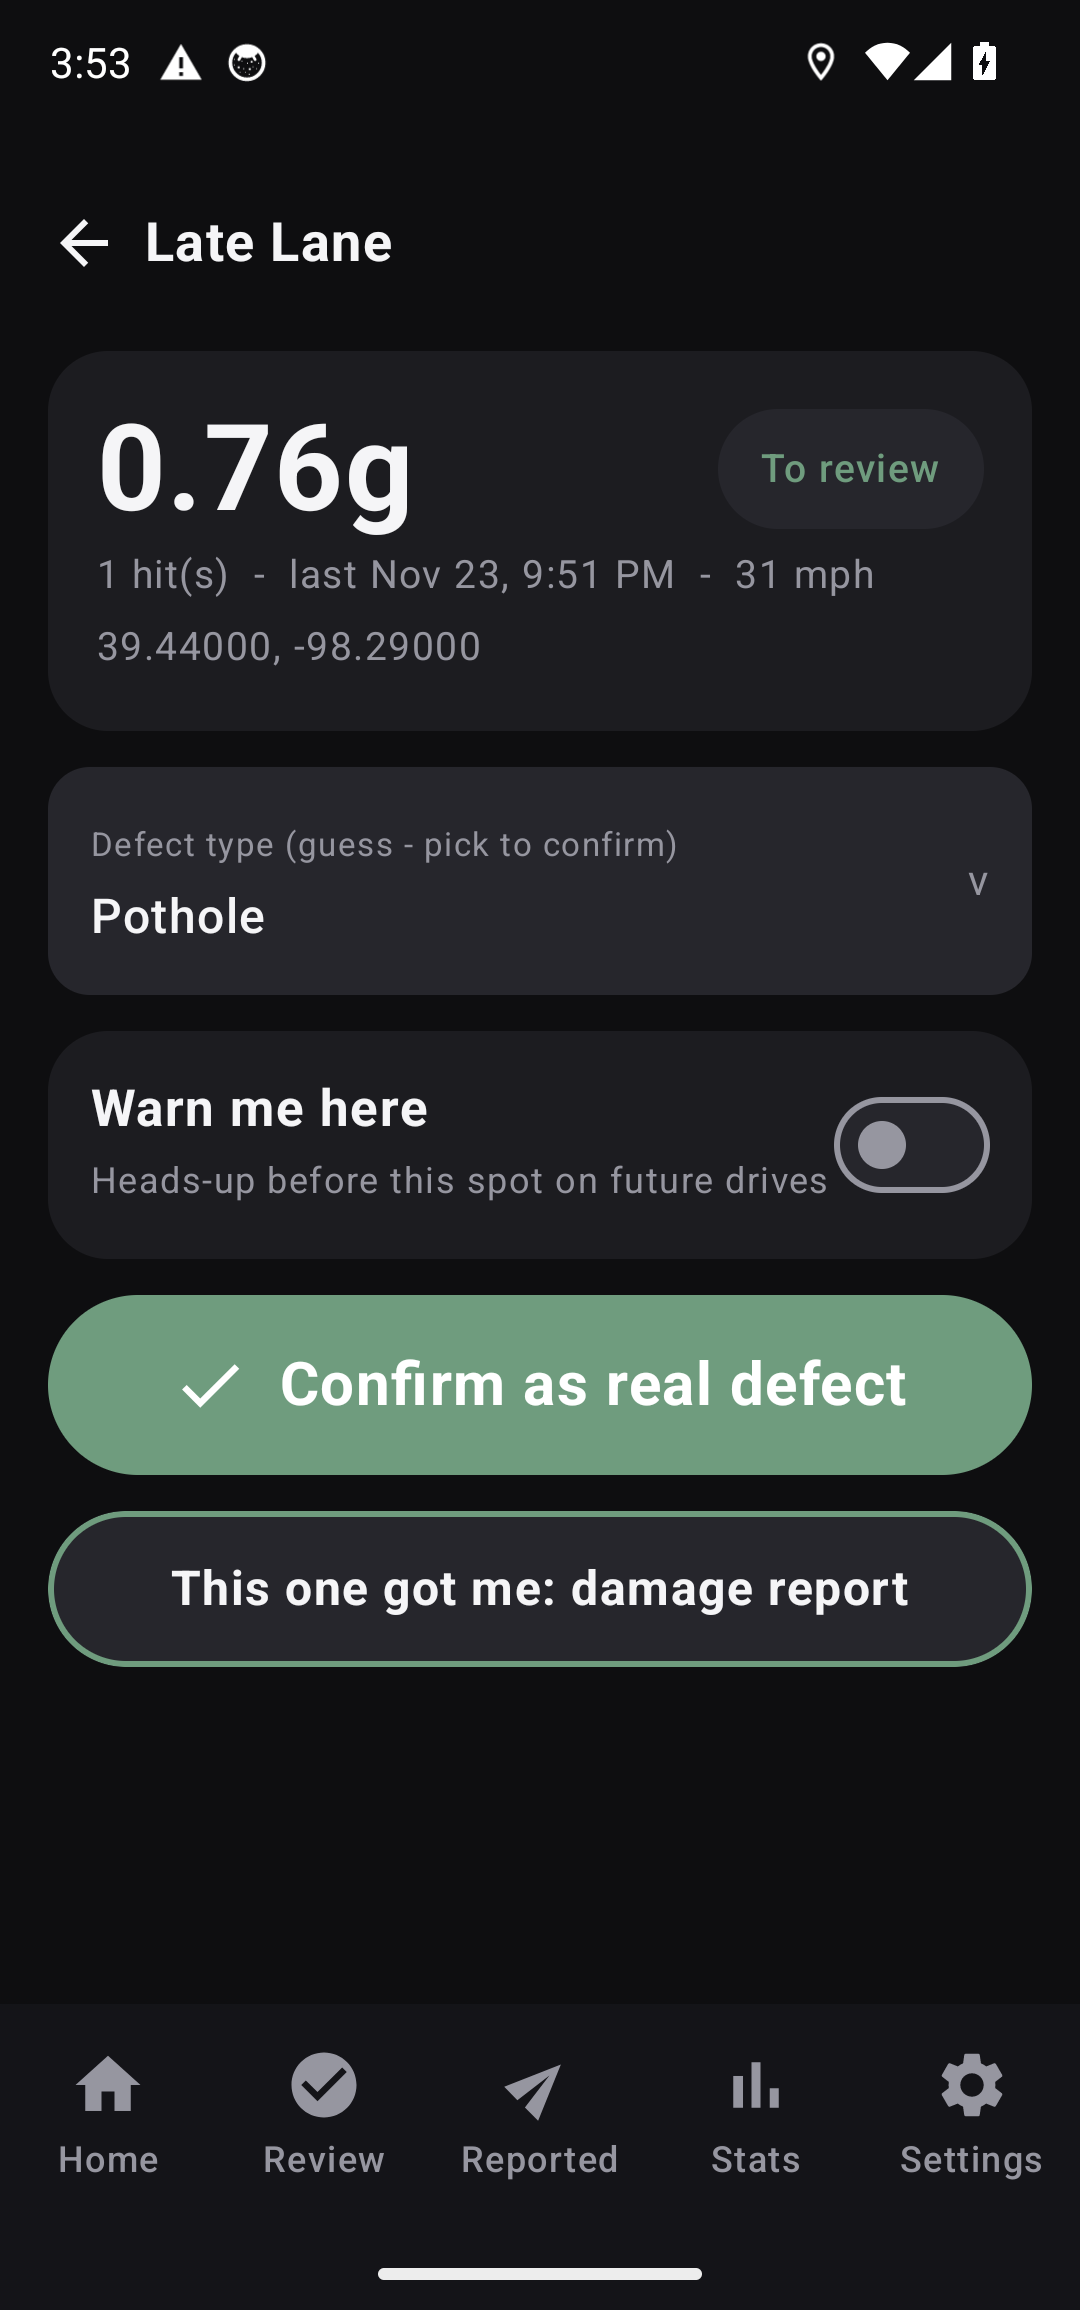 3:53
Late Lane
0.76g
To review
1 hit(s) - last Nov 23, 9:51 PM - 31 mph
39.44000, -98.29000
Defect type (guess - pick to confirm)
Pothole
v
Warn me here
Heads-up before this spot on future drives
Confirm as real defect
This one got me: damage report
Home
Review
Reported
Stats
Settings